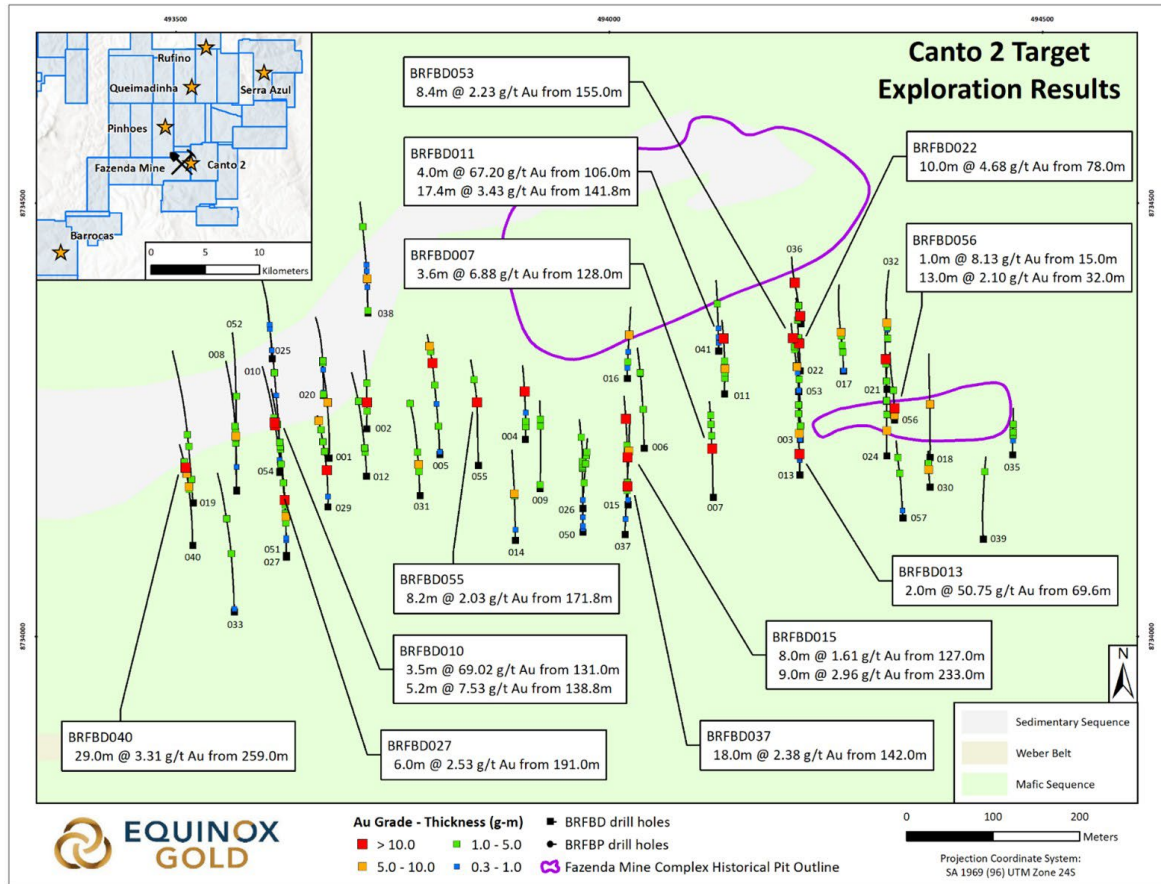 493500
494000
494500
Canto 2 Target
Exploration Results
Rufino
Queimadinha
Serra Azul
Pinhoes
Fazenda Mine
Canto 2
Barrocas
0 5 10
Kilometers
8734500
8734500
8734000
8734000
BRFBD053
8.4m @ 2.23 g/t Au from 155.0m
BRFBD011
4.0m @ 67.20 g/t Au from 106.0m
17.4m @ 3.43 g/t Au from 141.8m
BRFBD022
10.0m @ 4.68 g/t Au from 78.0m
BRFBD007
3.6m @ 6.88 g/t Au from 128.0m
BRFBD056
1.0m @ 8.13 g/t Au from 15.0m
13.0m @ 2.10 g/t Au from 32.0m
036
032
052
038
025
008
010
020
041
022
017
016
053
021
011
002
056
004
003
006
001
005
055
012
054
024
018
035
013
009
031
029
019
007
030
015
026
057
050
014
037
040
051
027
039
033
BRFBD055
8.2m @ 2.03 g/t Au from 171.8m
BRFBD013
2.0m @ 50.75 g/t Au from 69.6m
BRFBD010
3.5m @ 69.02 g/t Au from 131.0m
5.2m @ 7.53 g/t Au from 138.8m
BRFBD015
8.0m @ 1.61 g/t Au from 127.0m
9.0m @ 2.96 g/t Au from 233.0m
BRFBD040
29.0m @ 3.31 g/t Au from 259.0m
BRFBD027
6.0m @ 2.53 g/t Au from 191.0m
BRFBD037
18.0m @ 2.38 g/t Au from 142.0m
N
Sedimentary Sequence
Weber Belt
Mafic Sequence
EQUINOX
GOLD
Au Grade - Thickness (g-m)
> 10.0
5.0 - 10.0
1.0 - 5.0
0.3 - 1.0
BRFBD drill holes
BRFBP drill holes
Fazenda Mine Complex Historical Pit Outline
0 100 200
Meters
Projection Coordinate System:
SA 1969 (96) UTM Zone 24S